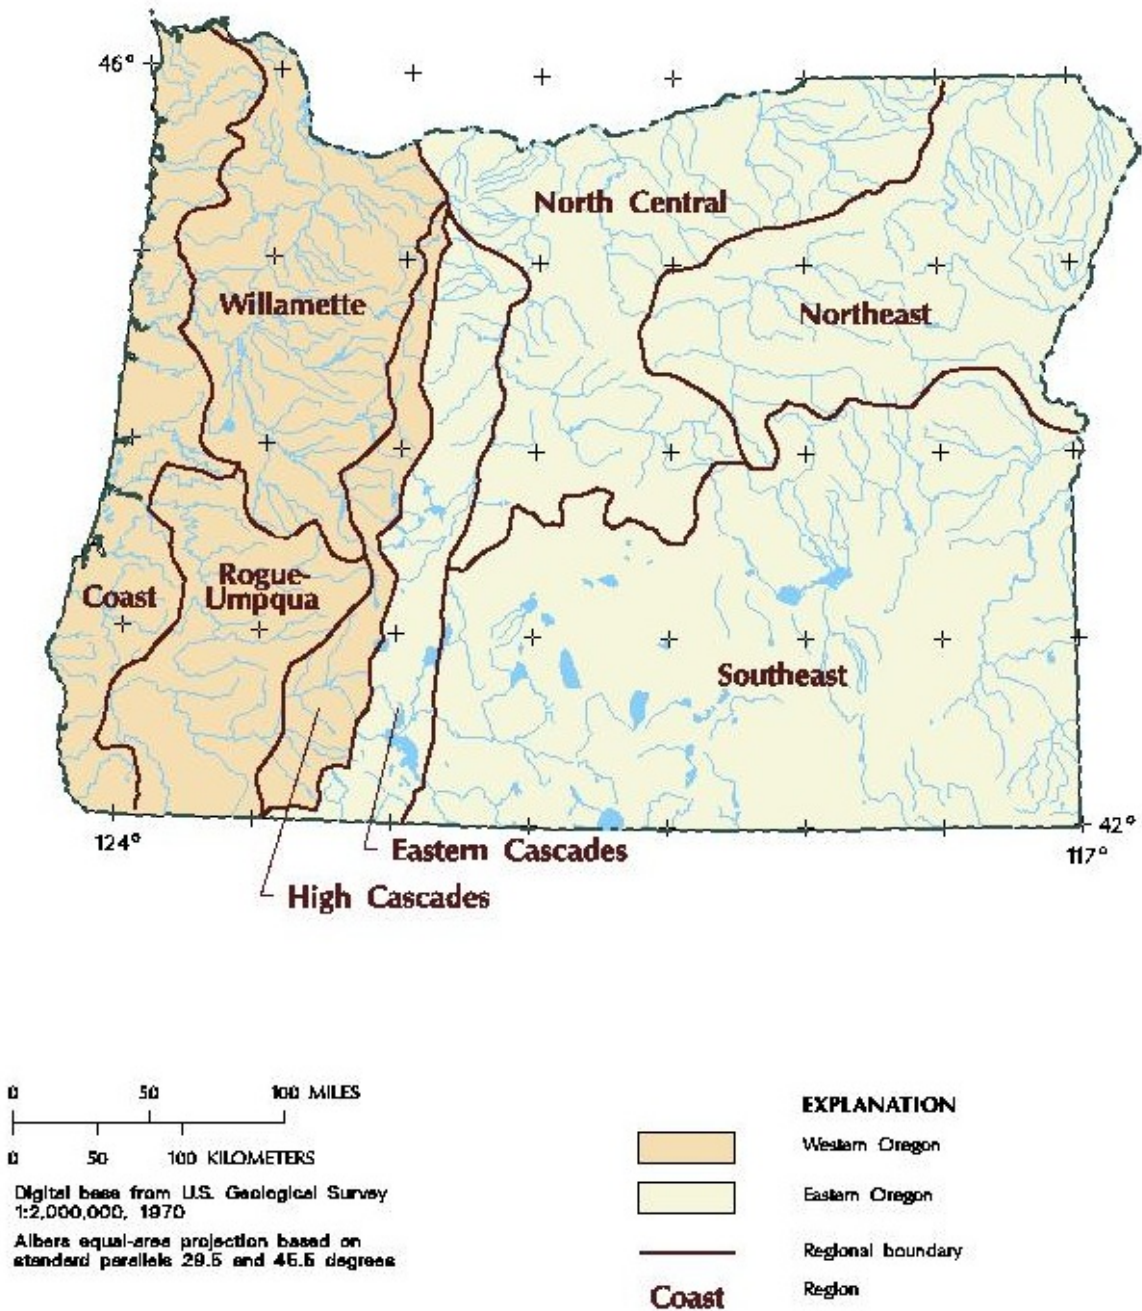 46°
North Central
Willamette
Northeast
Coast
Rogue-
Umpqua
Southeast
124°
42°
117°
Eastern Cascades
High Cascades
0 50 100 MILES
0 50 100 KILOMETERS
Digital base from U.S. Geological Survey
1:2,000,000, 1970
Albers equal-area projection based on
standard parallels 29.5 and 45.5 degrees
EXPLANATION
Western Oregon
Eastern Oregon
Regional boundary
Coast Region